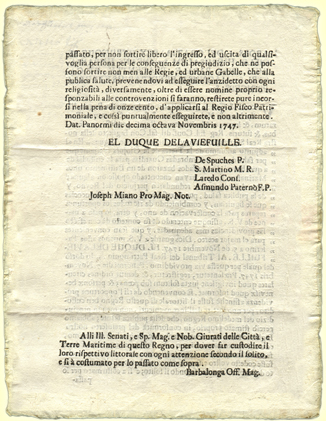 passato, per non sortire libero l'ingresso, ed uscita di qualsi-
voglia persona per le conseguenze di pregiudizio, che ne pos-
sono sortire non men alle Regie, ed urbane Gabelle, che alla
publica salute, prevenendovi ad esseguire l'anzidetto con ogni
religiosità, diversamente, oltre di essere nomine proprio re-
sponsabili alle controvenzioni si faranno, restirete pure incor-
si nella pena di onze cento, d'applicarsi al Regio Fisco Patri-
moniale, e così puntualmente esseguirete, e non altrimente.
Dat. Panormi die decima octava Novembris 1747.
EL DUQUE DELAVIEFUILLE.
De Spuches P.
S. Martino M. R.
Laredo Conf.
Asmundo Paternò F.P.
Joseph Miano Pro Mag. Not.
Alli Ill. Senati, e Sp. Mag. e Nob. Giurati delle Città, e
Terre Maritime di questo Regno, per dover far custodire il
loro rispettivo littorale con ogni attenzione secondo il solito,
e si à costumato per lo passato come sopra.
Barbalonga Off. Mag.